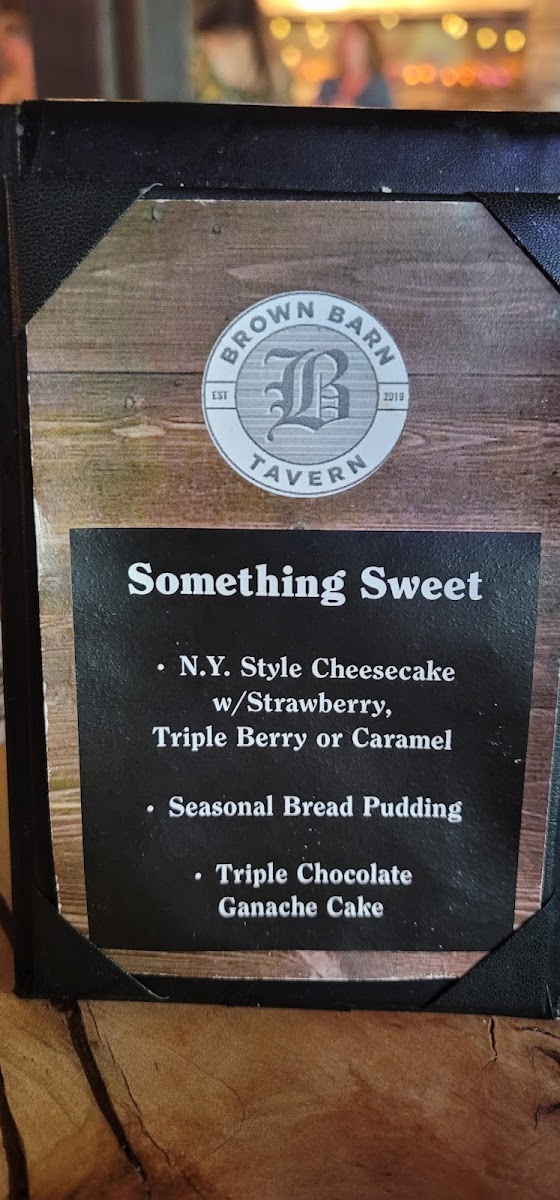 BROWN BARN
EST
B
2019
TAVERN
Something Sweet
• N.Y. Style Cheesecake
w/Strawberry,
Triple Berry or Caramel
• Seasonal Bread Pudding
• Triple Chocolate
Ganache Cake